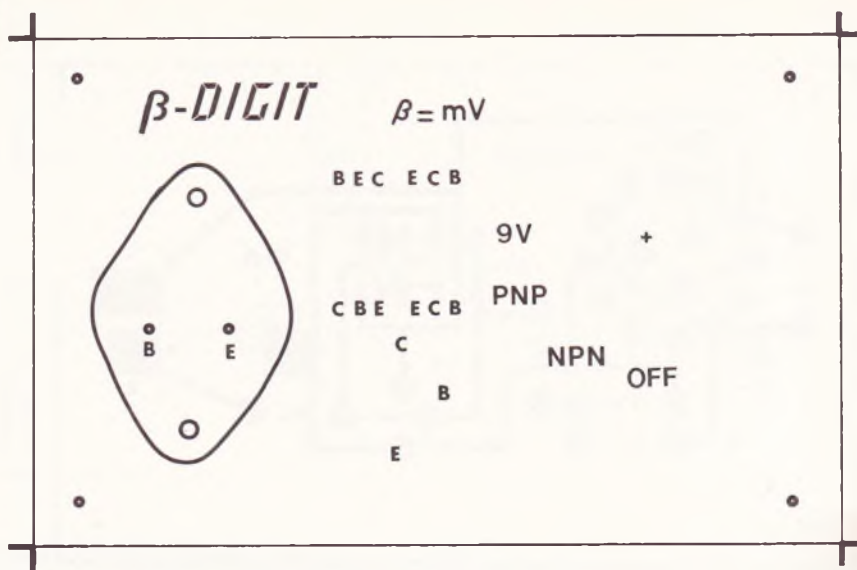 β-DIGIT β = mV
BEC ECB
9V +
PNP
CBE ECB
B E
C
NPN
OFF
B
E